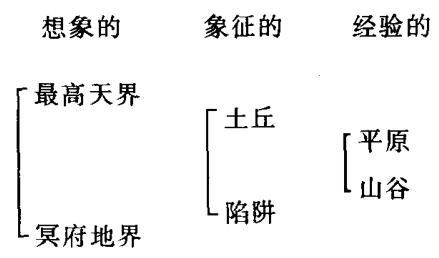 想象的 象征的 经验的
最高天界
土丘
平原
山谷
陷阱
冥府地界